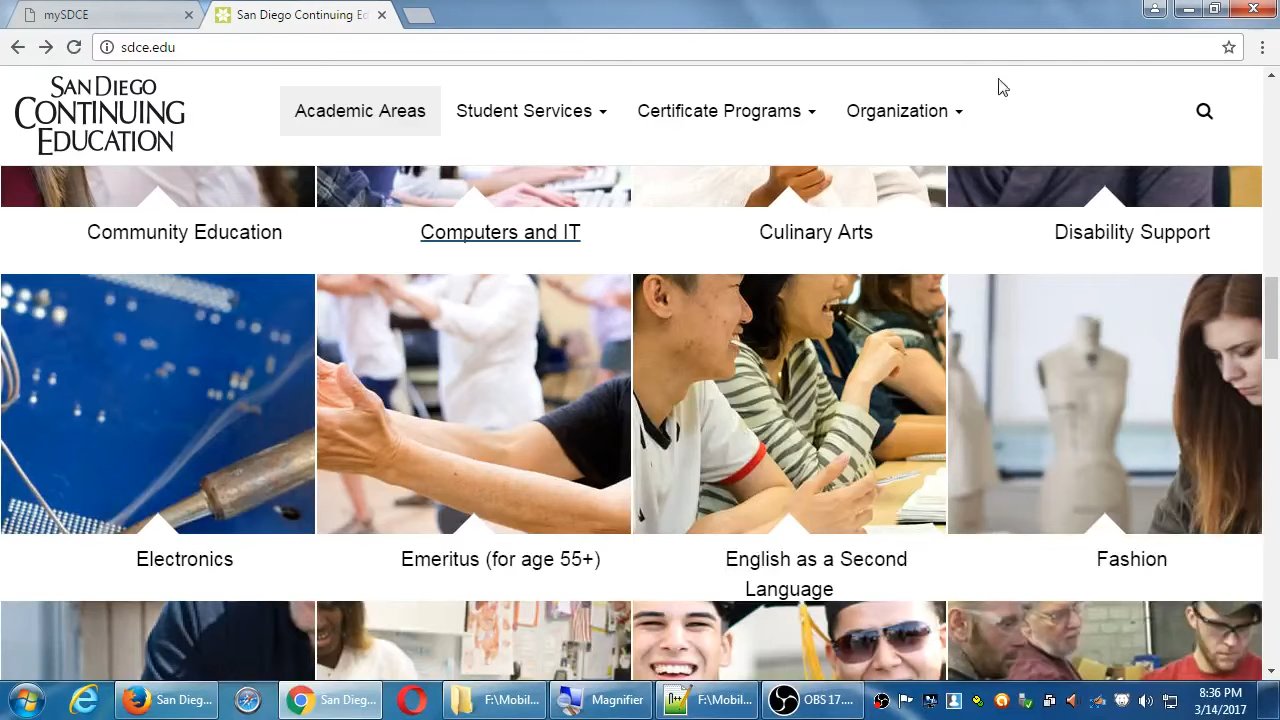 mySDCE
San Diego Continuing Ed
sdce.edu
SAN DIEGO
CONTINUING
EDUCATION
Academic Areas
Student Services
Certificate Programs
Organization
Community Education
Computers and IT
Culinary Arts
Disability Support
Electronics
Emeritus (for age 55+)
English as a Second
Language
Fashion
San Dieg...
San Dieg...
F:\Mobil...
Magnifier
F:\Mobil...
OBS 17....
8:36 PM
3/14/2017